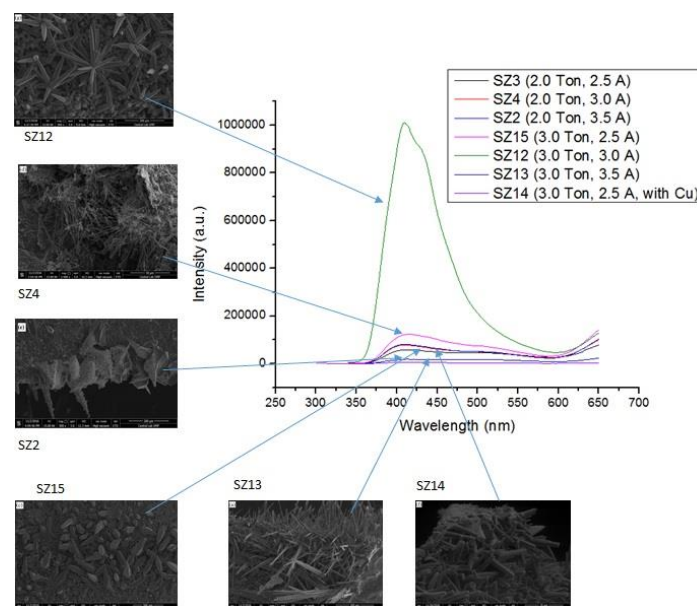 SZ12
SZ4
SZ2
SZ15
SZ13
SZ14
SZ3 (2.0 Ton, 2.5 A)
SZ4 (2.0 Ton, 3.0 A)
SZ2 (2.0 Ton, 3.5 A)
SZ15 (3.0 Ton, 2.5 A)
SZ12 (3.0 Ton, 3.0 A)
SZ13 (3.0 Ton, 3.5 A)
SZ14 (3.0 Ton, 2.5 A, with Cu)
Intensity (a.u.)
1000000
800000
600000
400000
200000
0
250 300 350 400 450 500 550 600 650 700
Wavelength (nm)